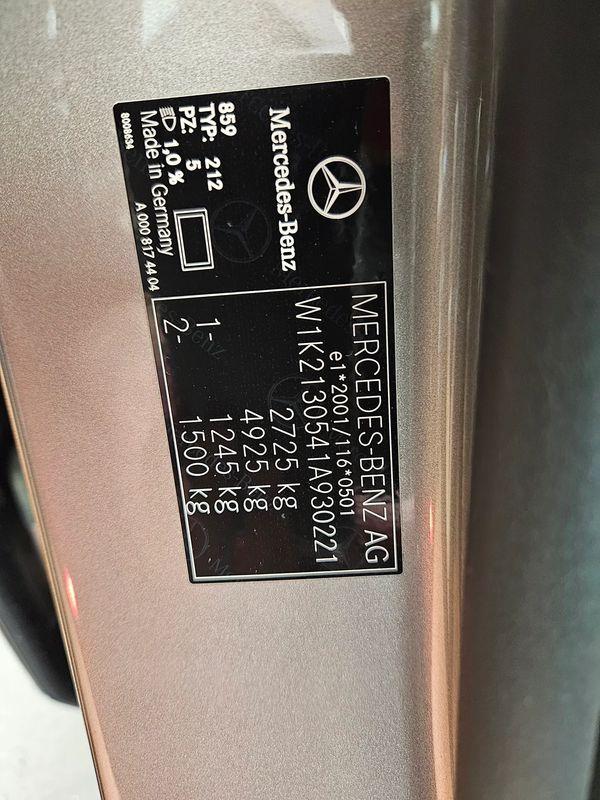 Mercedes-Benz
859
TYP: 212
PZ: 5
1,0 %
Made in Germany
8008634
A 000 817 44 04
MERCEDES-BENZ AG
e1*2001/116*0501
W1K2130541A930221
2725 kg
4925 kg
1- 1245 kg
2- 1500 kg